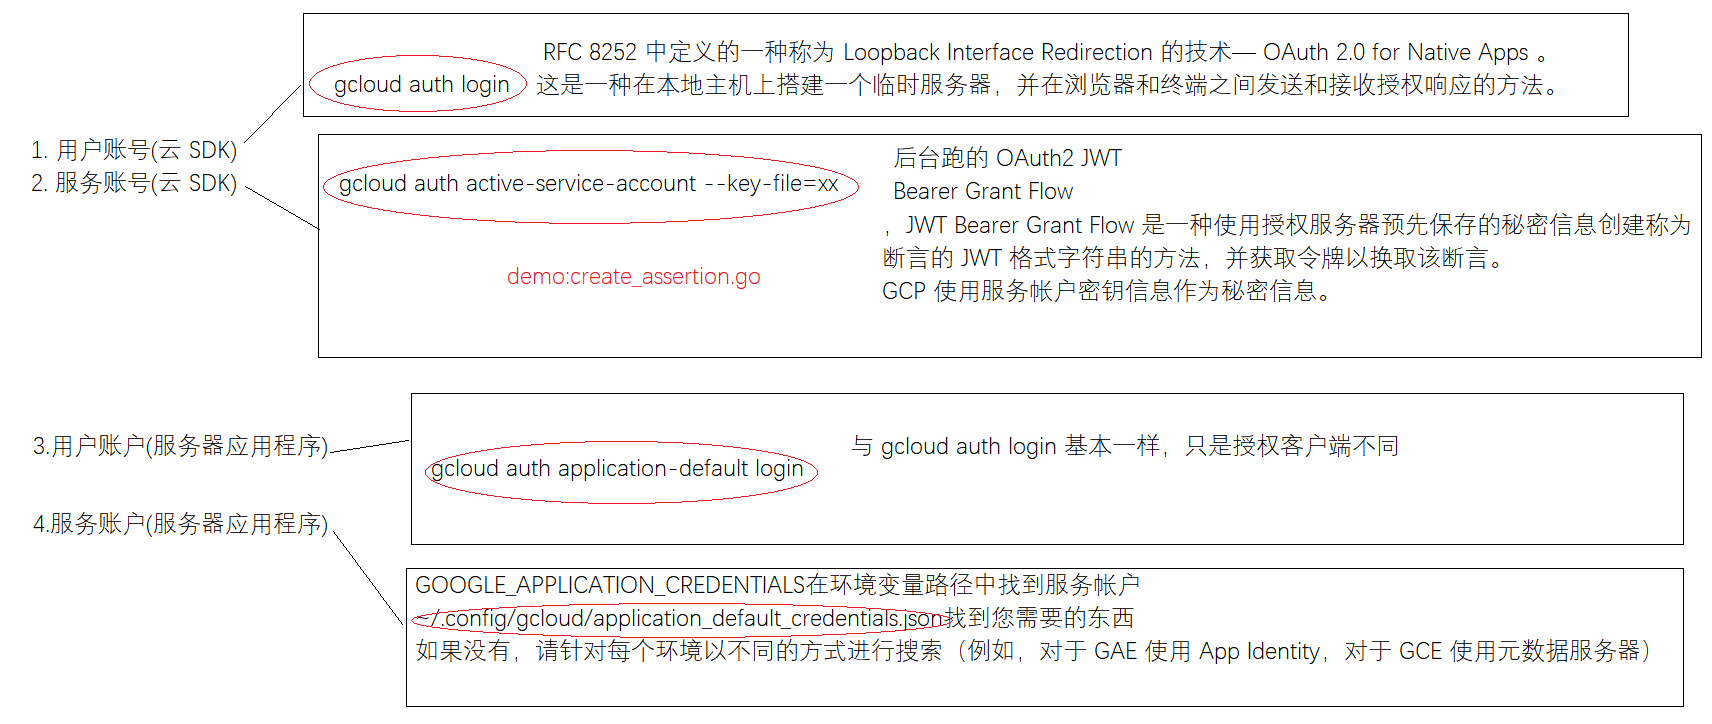 RFC 8252 中定义的一种称为 Loopback Interface Redirection 的技术— OAuth 2.0 for Native Apps 。
gcloud auth login
这是一种在本地主机上搭建一个临时服务器，并在浏览器和终端之间发送和接收授权响应的方法。
1. 用户账号(云 SDK)
2. 服务账号(云 SDK)
gcloud auth active-service-account --key-file=xx
后台跑的 OAuth2 JWT
Bearer Grant Flow
，JWT Bearer Grant Flow 是一种使用授权服务器预先保存的秘密信息创建称为
断言的 JWT 格式字符串的方法，并获取令牌以换取该断言。
GCP 使用服务帐户密钥信息作为秘密信息。
demo:create_assertion.go
3.用户账户(服务器应用程序)
gcloud auth application-default login
与 gcloud auth login 基本一样，只是授权客户端不同
4.服务账户(服务器应用程序)
GOOGLE_APPLICATION_CREDENTIALS在环境变量路径中找到服务帐户
~/.config/gcloud/application_default_credentials.json找到您需要的东西
如果没有，请针对每个环境以不同的方式进行搜索（例如，对于 GAE 使用 App Identity，对于 GCE 使用元数据服务器）